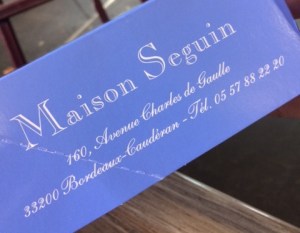 Maison Seguin
160, Avenue Charles de Gaulle
33200 Bordeaux-Caudéran - Tél. 05 57 88 22 20